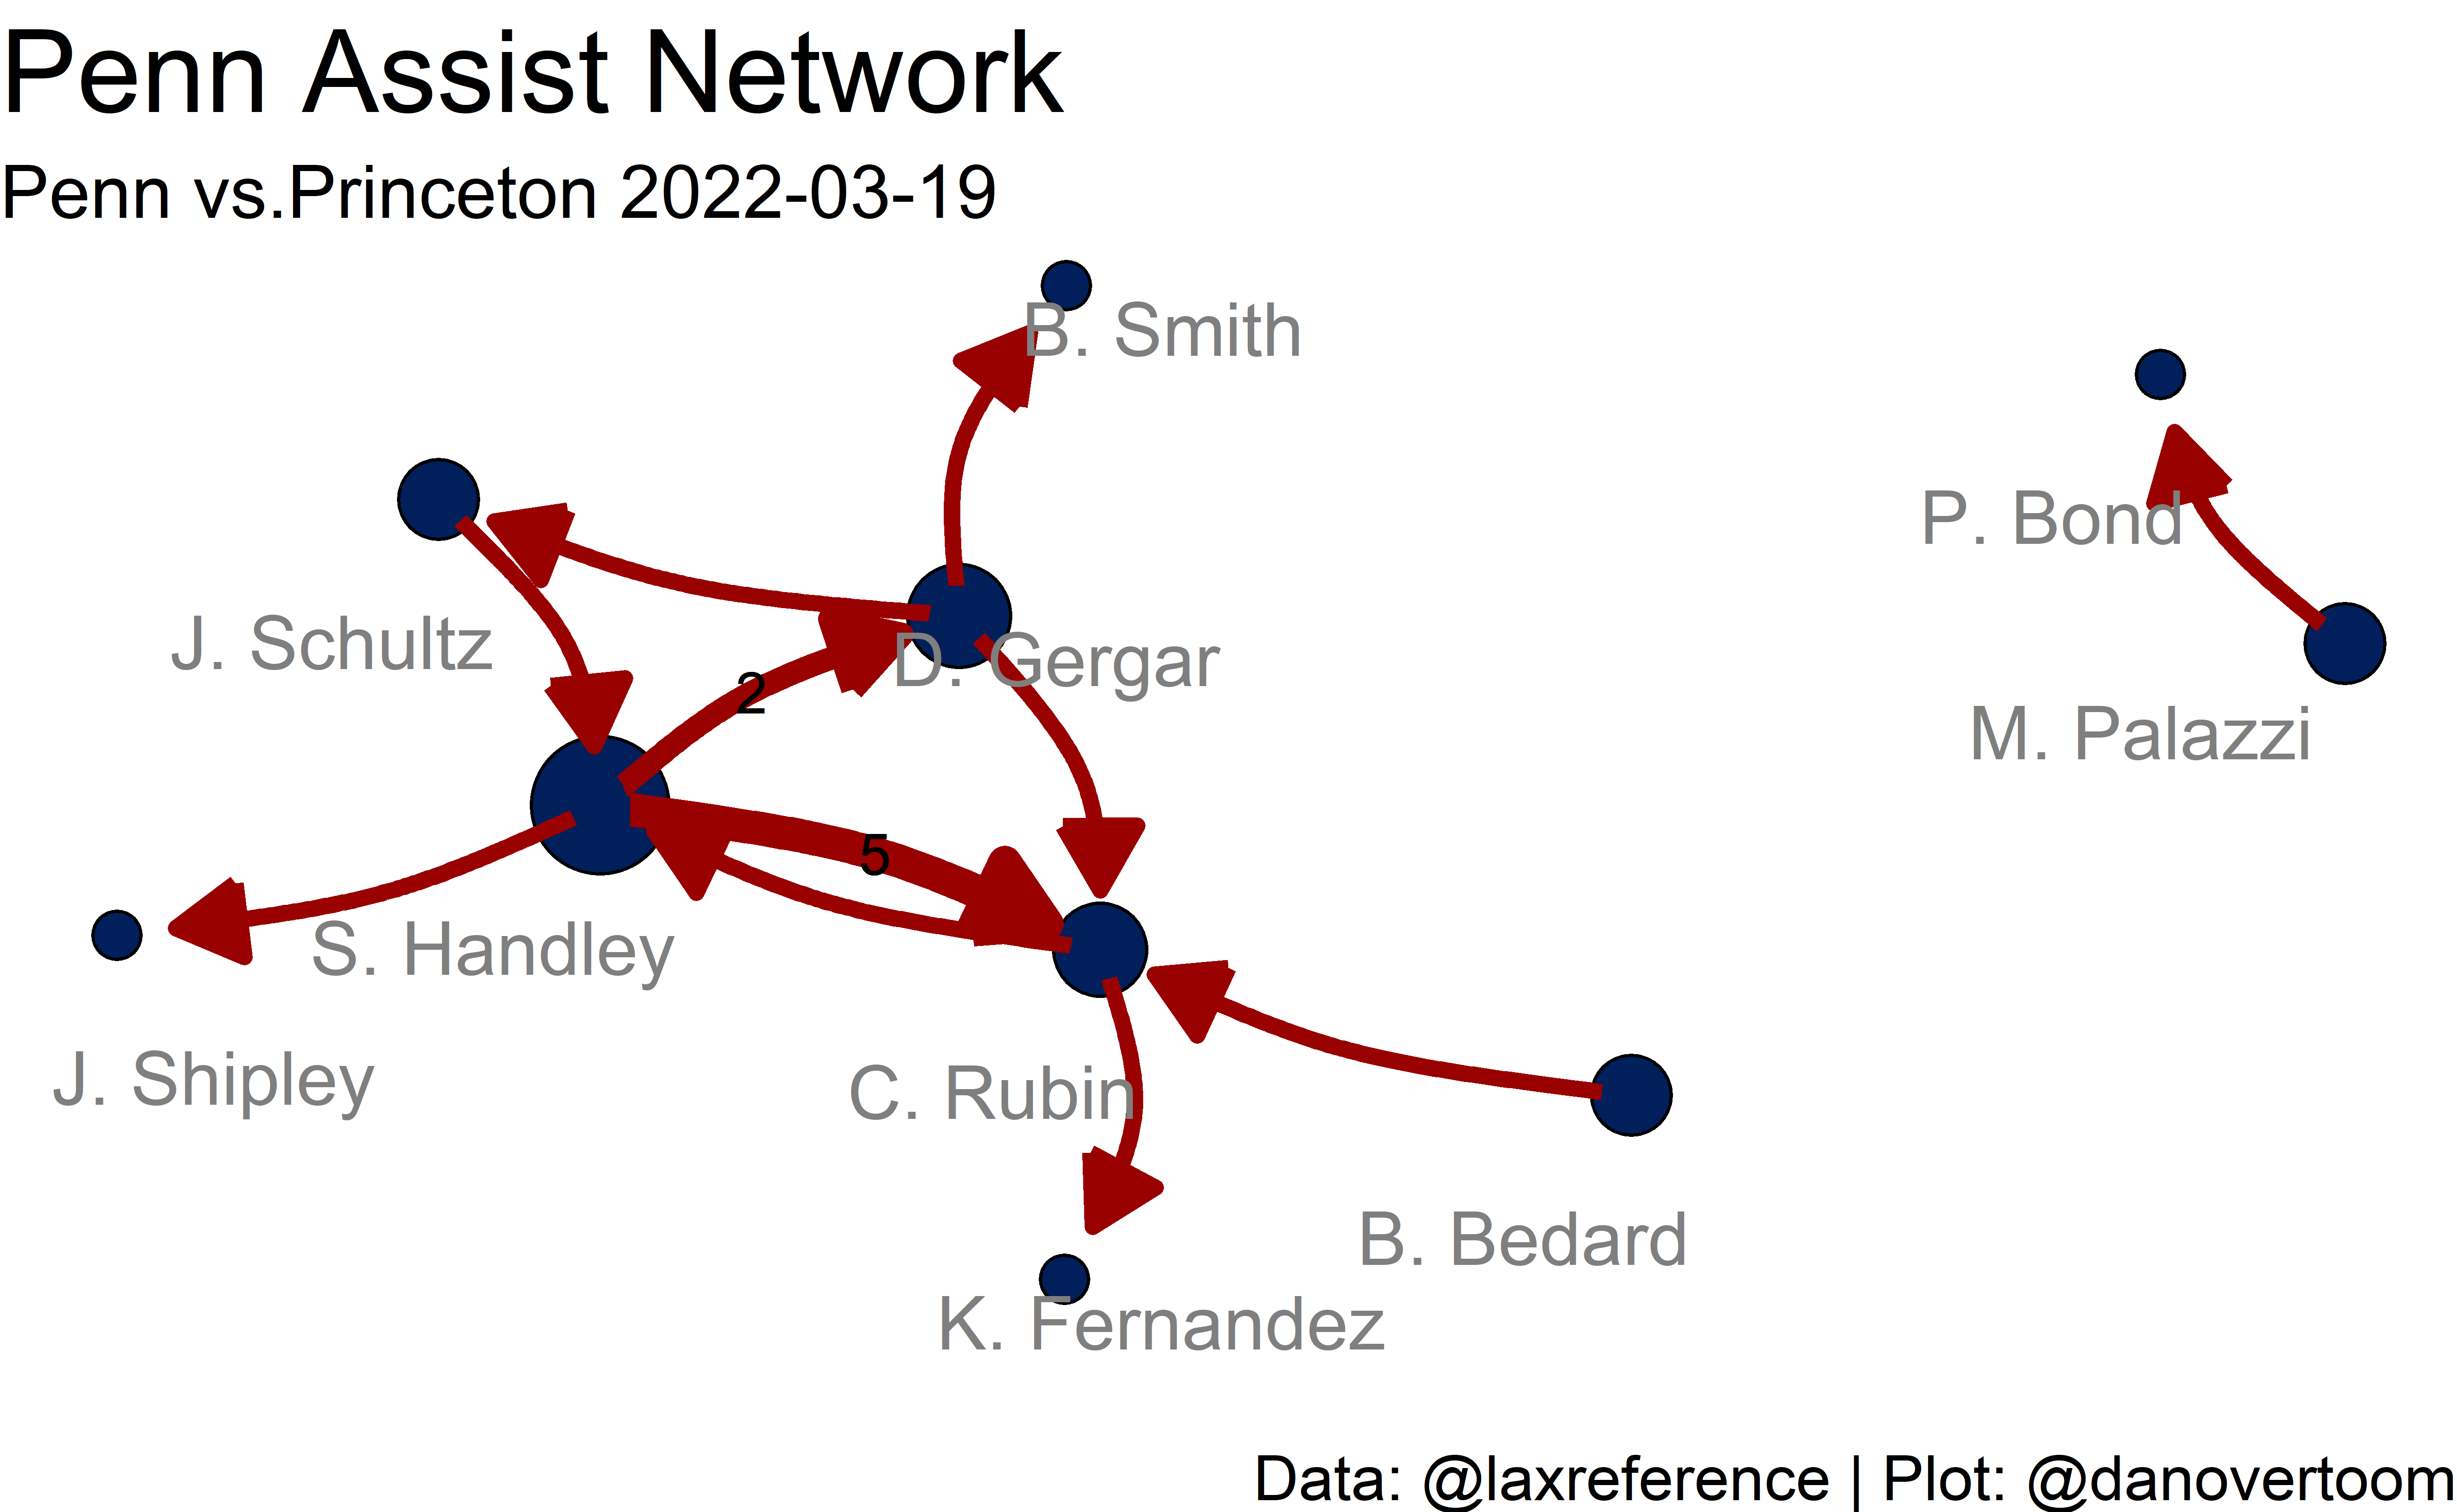 Penn Assist Network
Penn vs.Princeton 2022-03-19
B. Smith
P. Bond
J. Schultz
D. Gergar
2
M. Palazzi
5
S. Handley
J. Shipley
C. Rubin
B. Bedard
K. Fernandez
Data: @laxreference | Plot: @danovertoom